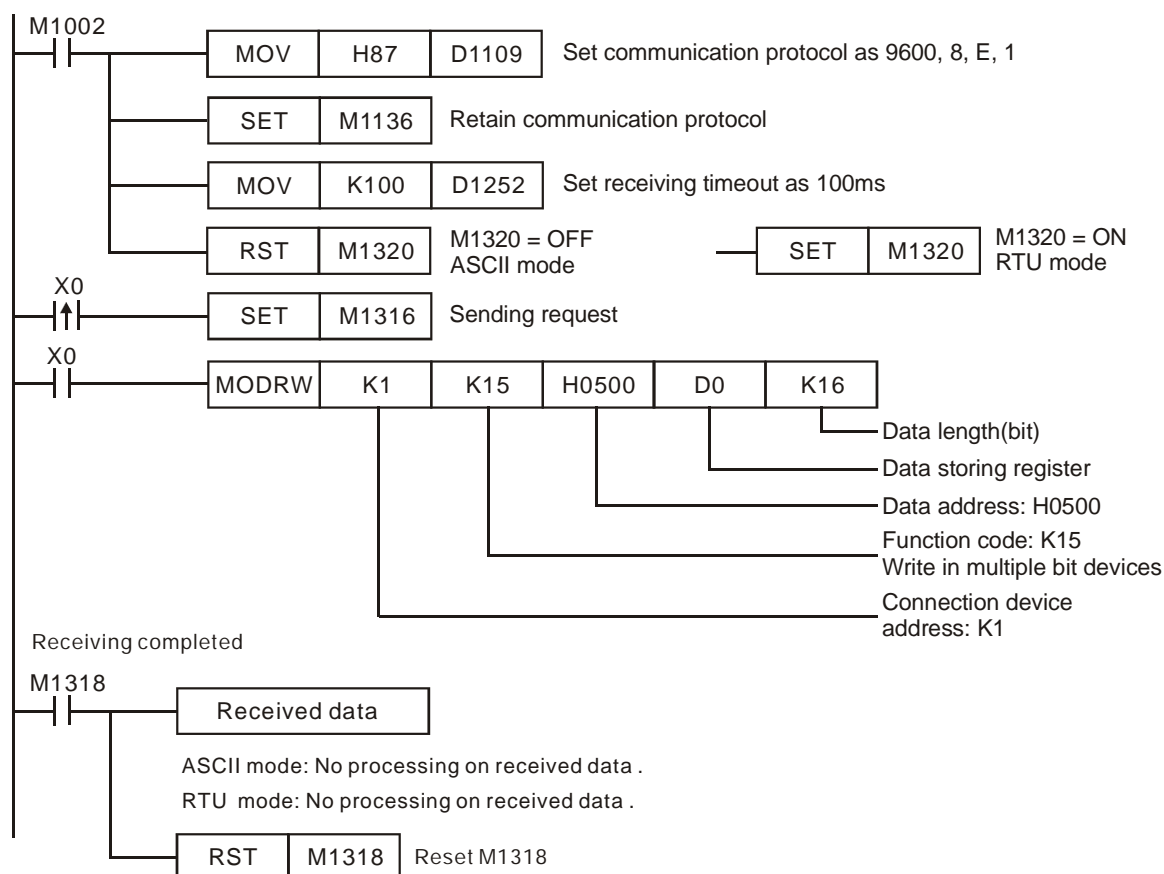 M1002
MOV H87 D1109 Set communication protocol as 9600, 8, E, 1
SET M1136 Retain communication protocol
MOV K100 D1252 Set receiving timeout as 100ms
RST M1320 M1320 = OFF
ASCII mode
SET M1320 M1320 = ON
RTU mode
X0
SET M1316 Sending request
X0
MODRW K1 K15 H0500 D0 K16
Data length(bit)
Data storing register
Data address: H0500
Function code: K15
Write in multiple bit devices
Connection device
address: K1
Receiving completed
M1318
Received data
ASCII mode: No processing on received data .
RTU mode: No processing on received data .
RST M1318 Reset M1318